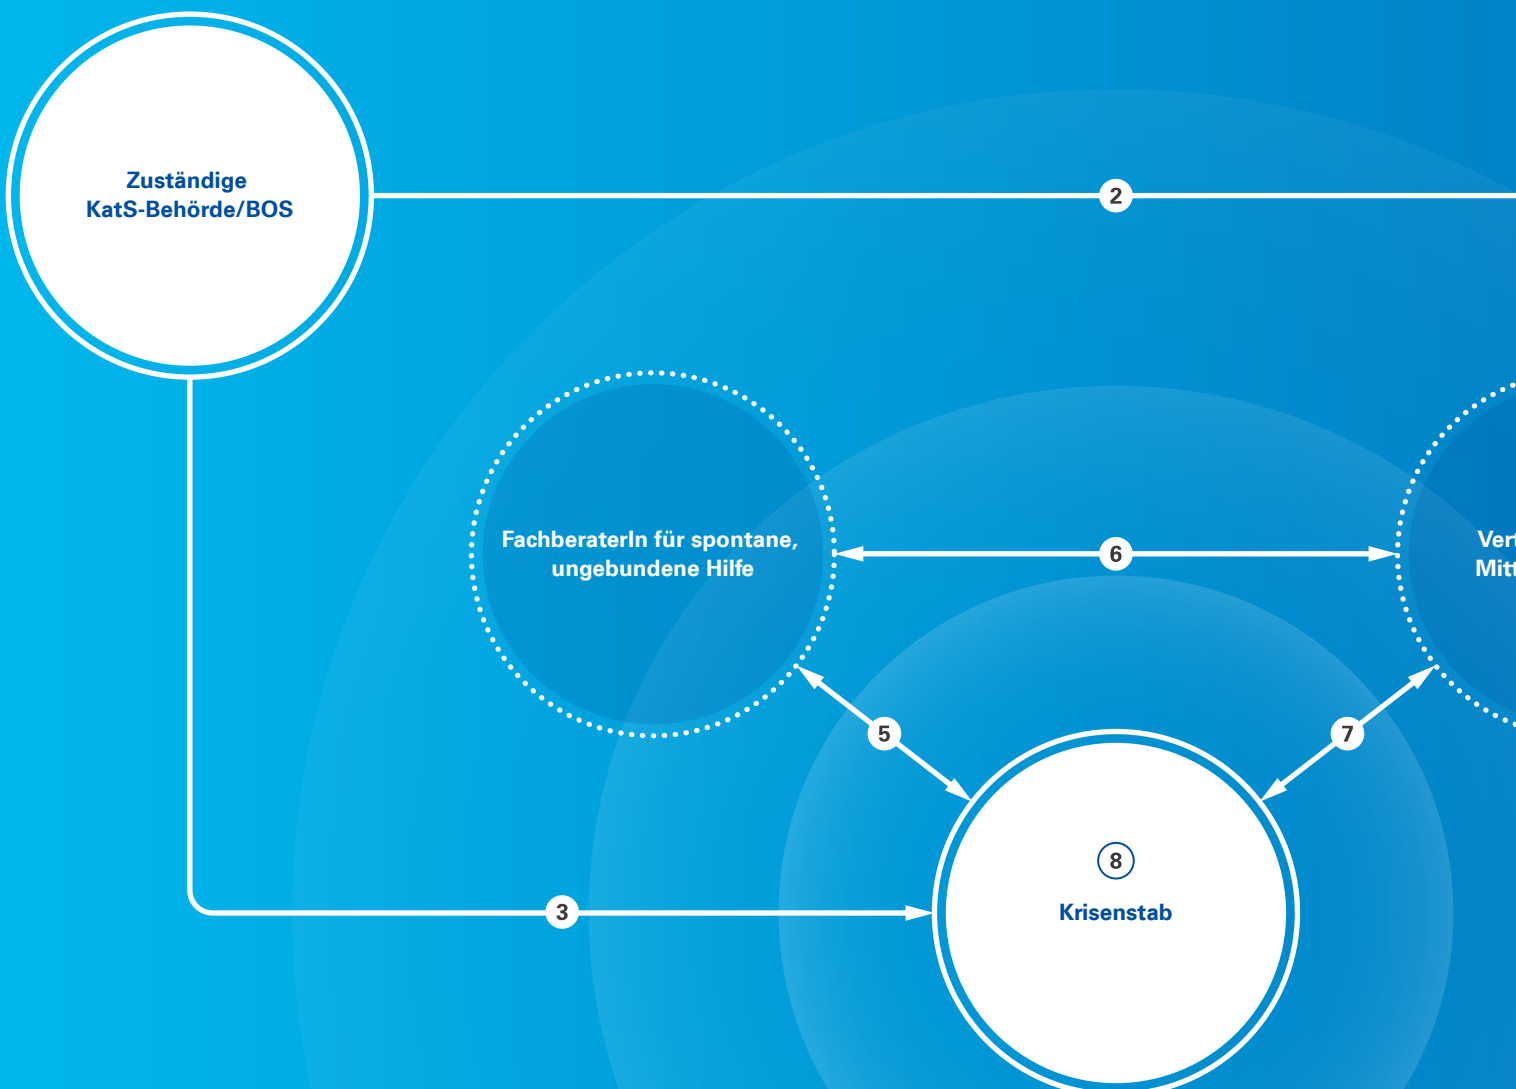 Zuständige
KatS-Behörde/BOS
2
FachberaterIn für spontane,
ungebundene Hilfe
6
5
7
8
Krisenstab
3